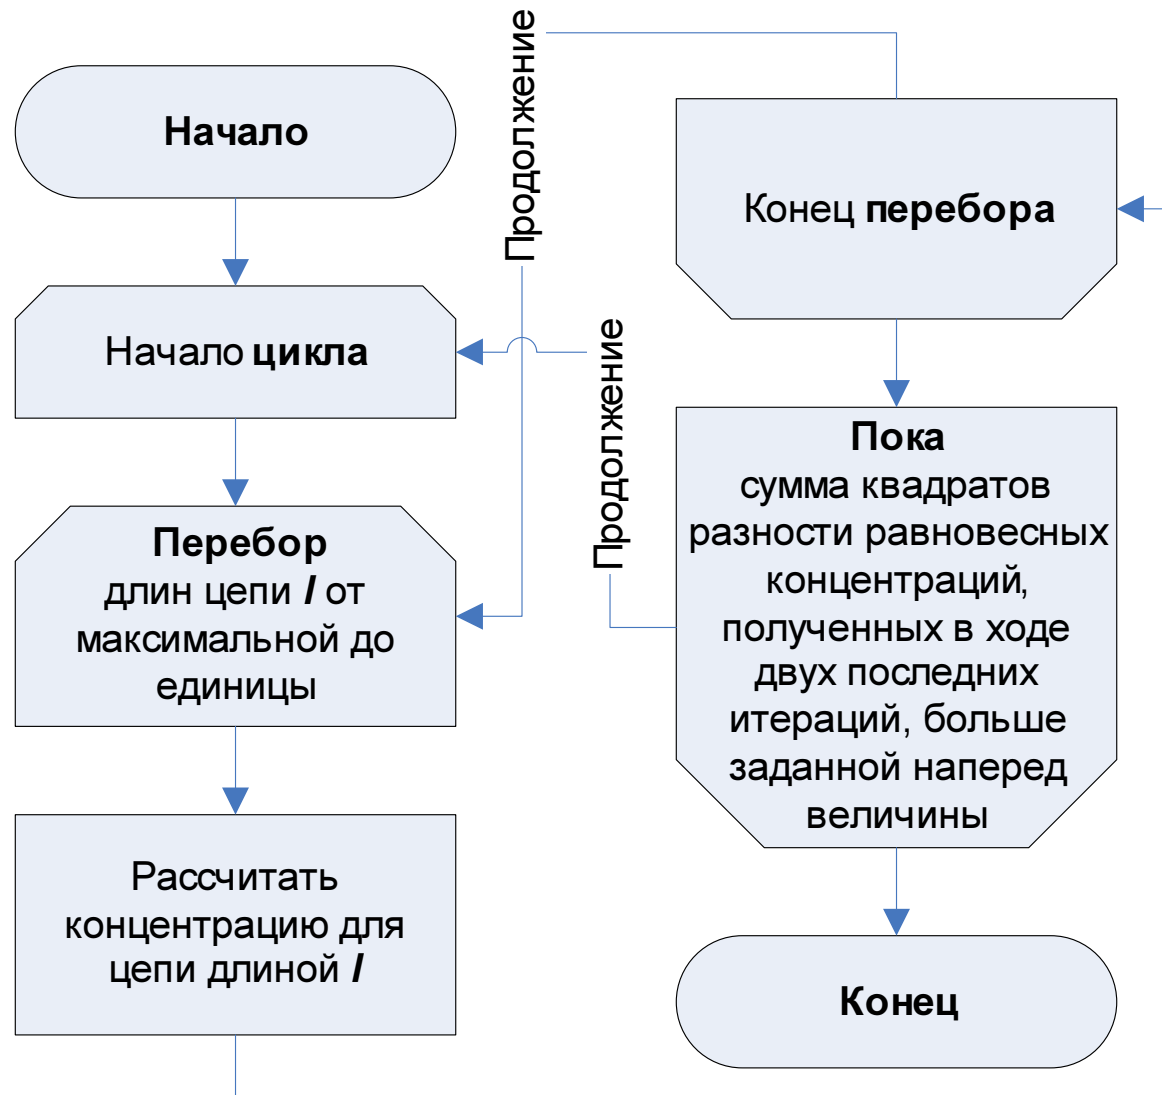 Начало
Начало цикла
Перебор
длин цепи l от
максимальной до
единицы
Рассчитать
концентрацию для
цепи длиной l
Продолжение
Продолжение
Конец перебора
Пока
сумма квадратов
разности равновесных
концентраций,
полученных в ходе
двух последних
итераций, больше
заданной наперед
величины
Конец